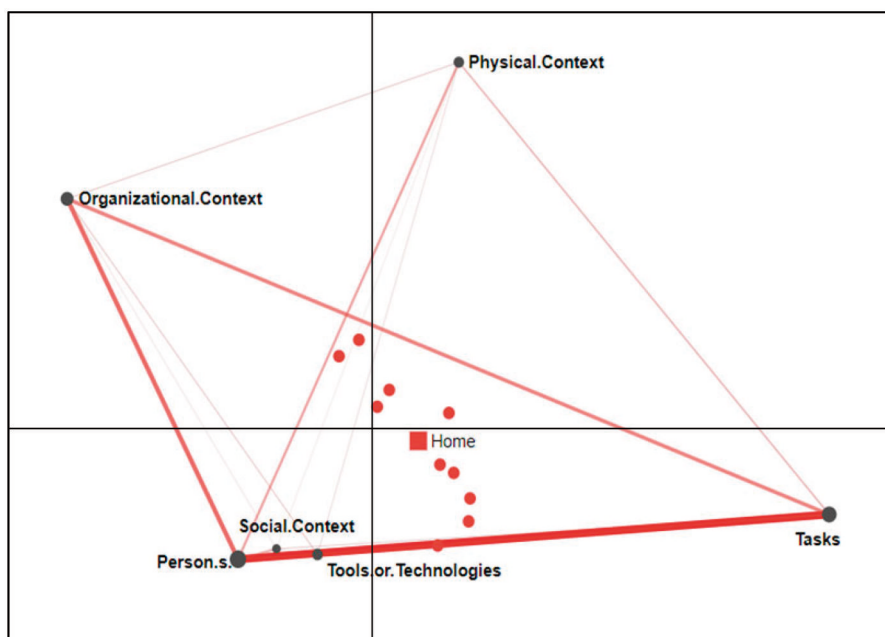 Physical.Context
Organizational.Context
Home
Social.Context
Person.s.
Tools.or.Technologies
Tasks